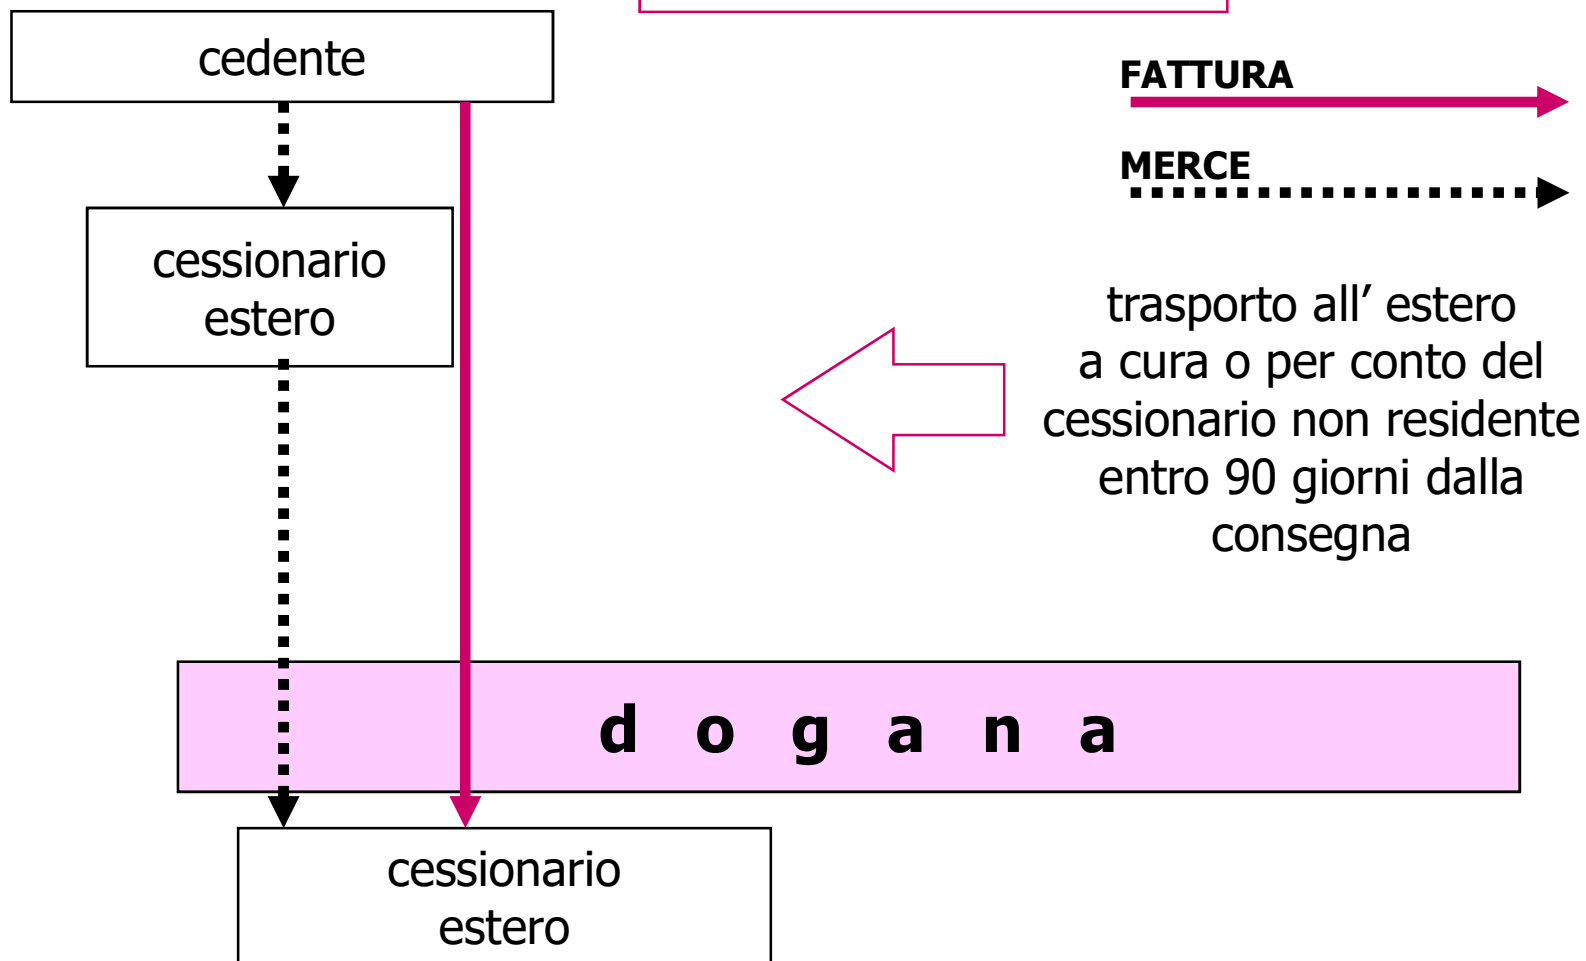 cedente
FATTURA
MERCE
cessionario
estero
trasporto all’ estero
a cura o per conto del
cessionario non residente
entro 90 giorni dalla
consegna
d o g a n a
cessionario
estero